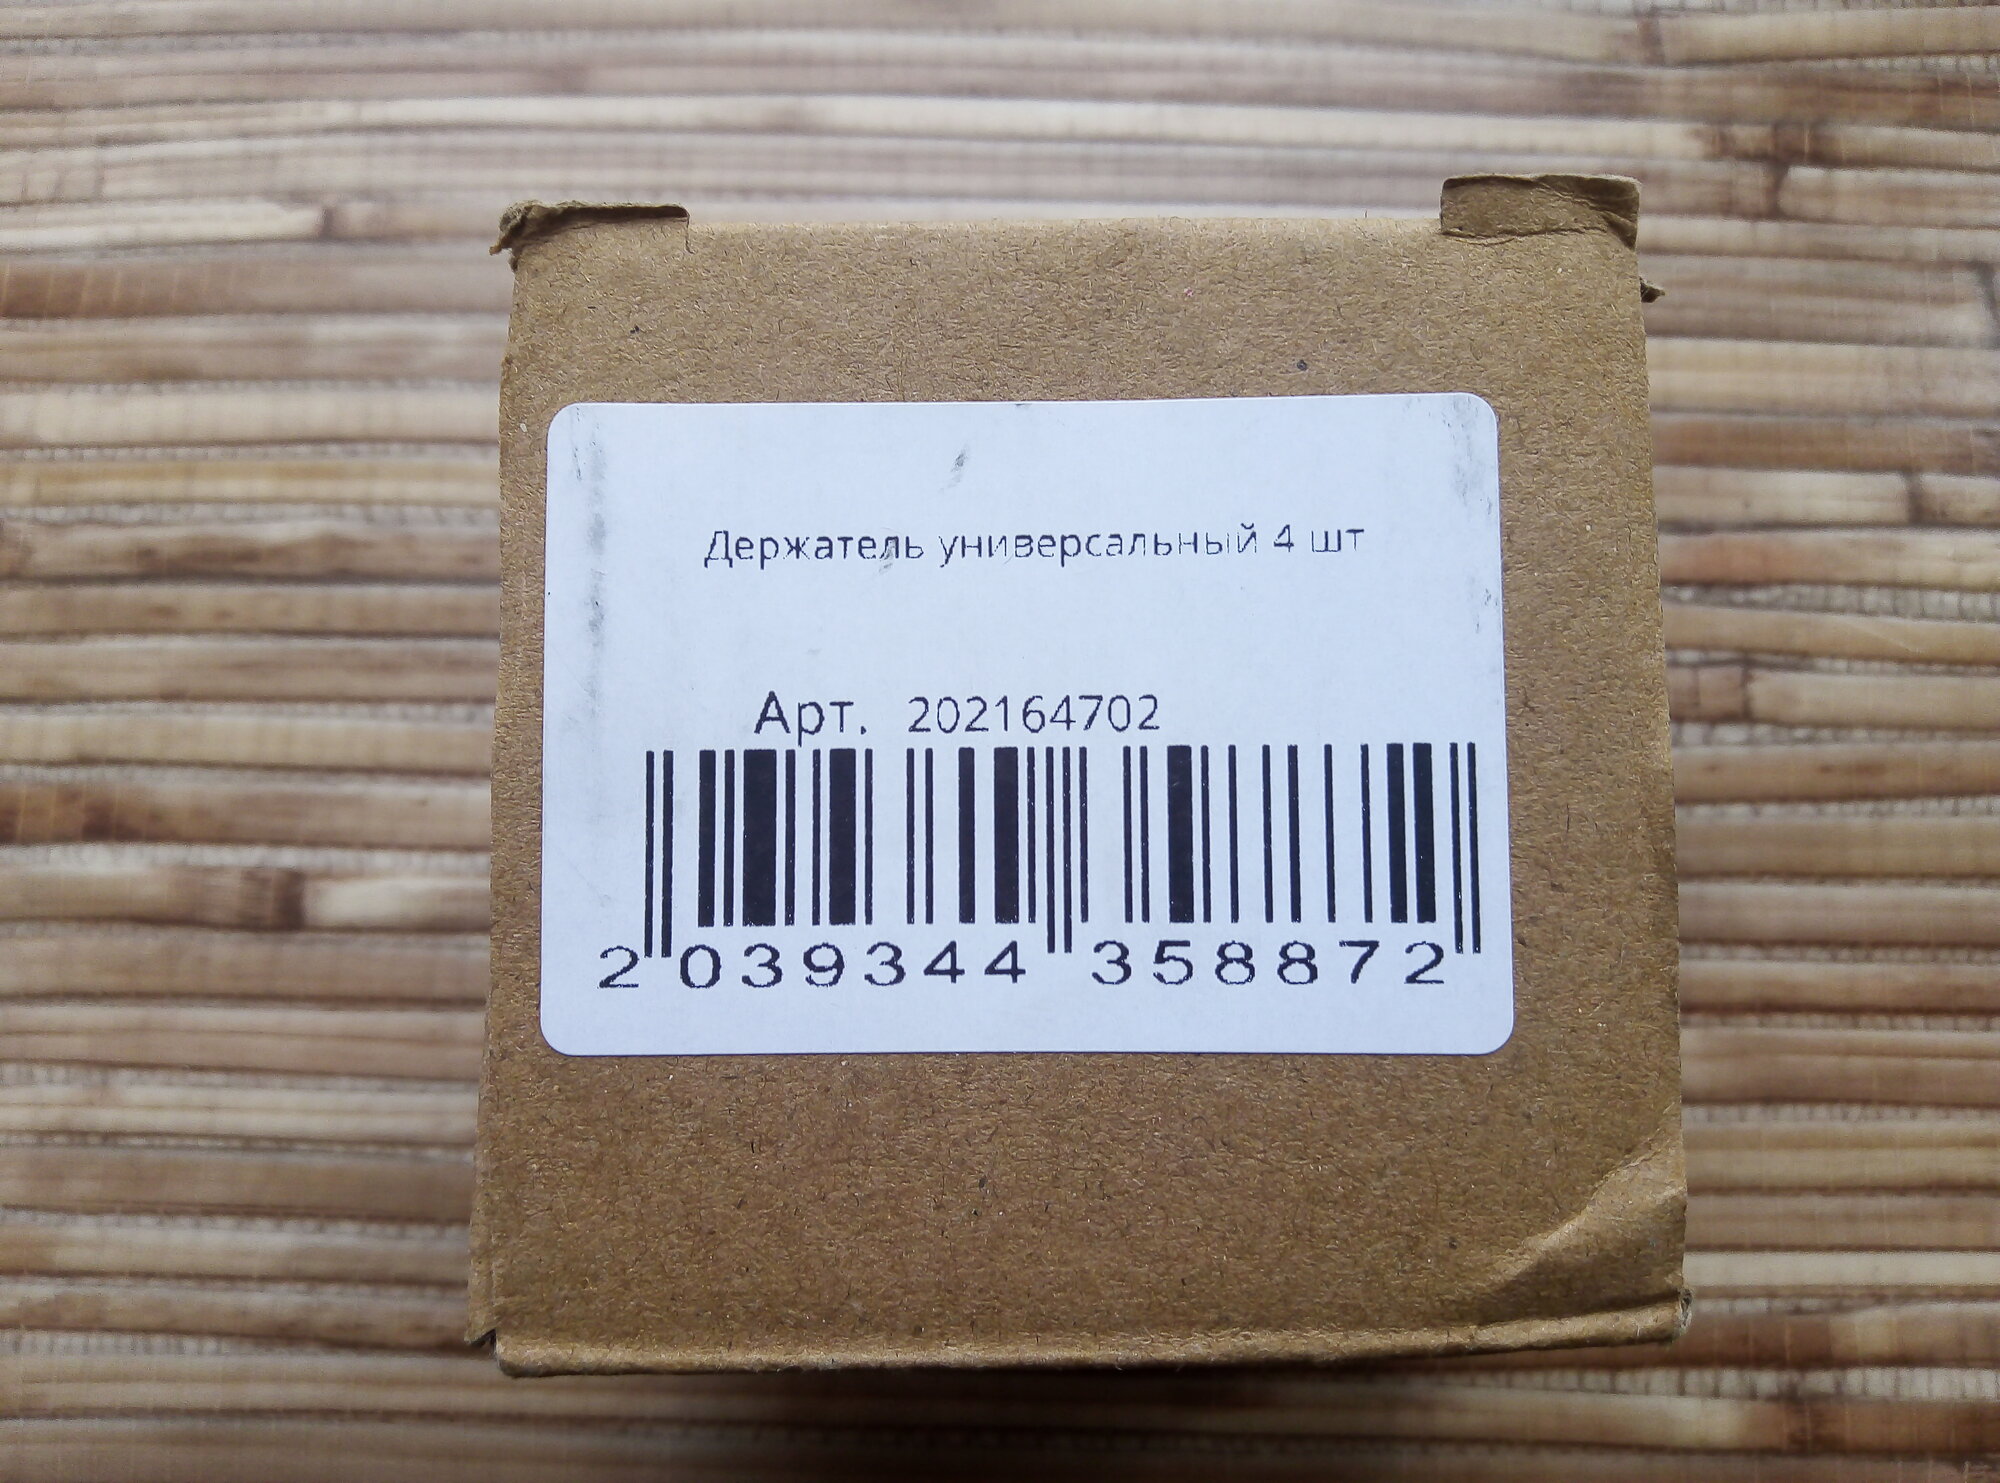 Держатель универсальный 4 шт
Арт. 202164702
2 039344 358872